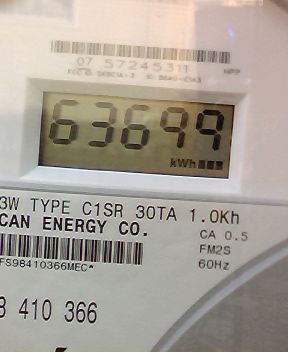 07 57245311
63699
kWh
3W TYPE C1SR 30TA 1.0Kh
CAN ENERGY CO.
CA 0.5
FM2S
60Hz
FS98410366MEC*
8 410 366